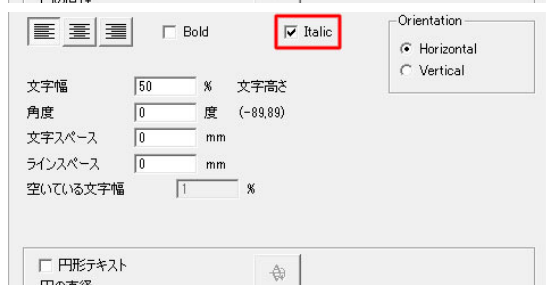 Bold
Italic
Orientation
Horizontal
Vertical
文字幅 50 % 文字高さ
角度 0 度 (-89,89)
文字スペース 0 mm
ラインスペース 0 mm
空いている文字幅 1 %
円形テキスト